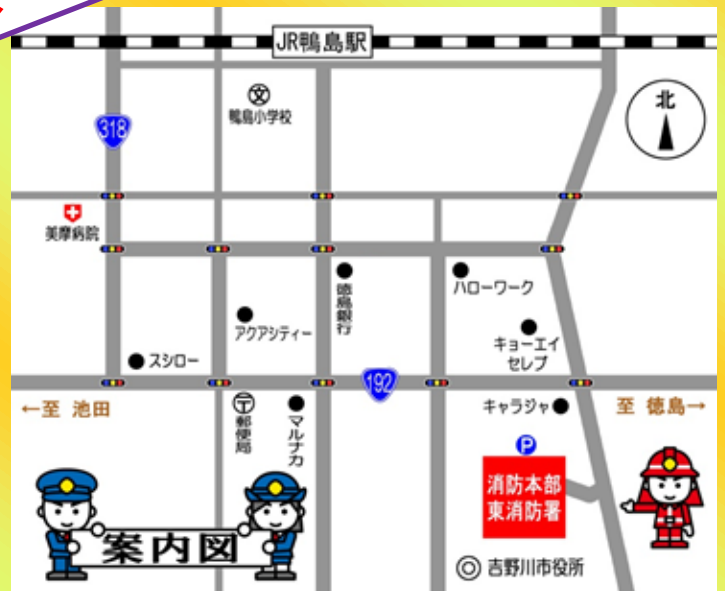 JR鴨島駅
文
鴨島小学校
北
318
美摩病院
ハローワーク
徳島銀行
アクアシティー
キョーエイ
セレブ
スシロー
192
←至 池田
〒
郵便局
マルナカ
キャラジャ
至 徳島→
P
消防本部
東消防署
案内図
吉野川市役所